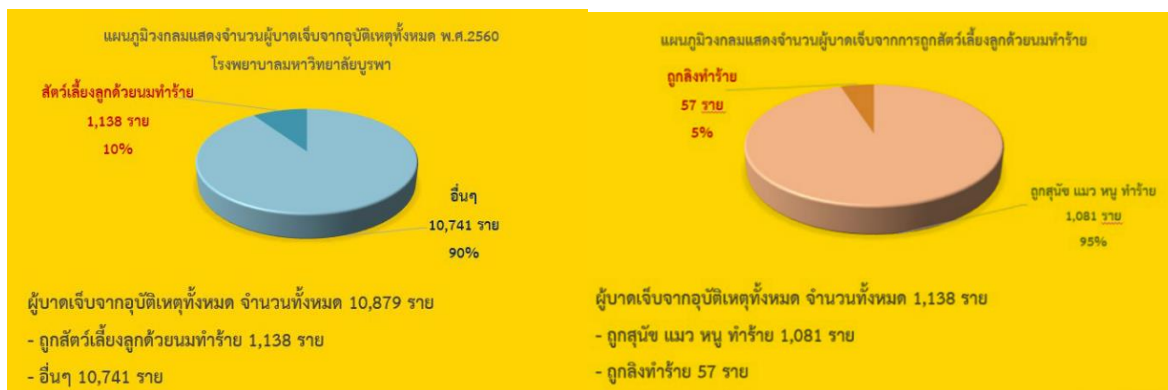 แผนภูมิวงกลมแสดงจำนวนผู้บาดเจ็บจากอุบัติเหตุทั้งหมด พ.ศ.2560
โรงพยาบาลมหาวิทยาลัยบูรพา
สัตว์เลี้ยงลูกด้วยนมทำร้าย
1,138 ราย
10%
อื่นๆ
10,741 ราย
90%
ผู้บาดเจ็บจากอุบัติเหตุทั้งหมด จำนวนทั้งหมด 10,879 ราย
- ถูกสัตว์เลี้ยงลูกด้วยนมทำร้าย 1,138 ราย
- อื่นๆ 10,741 ราย
แผนภูมิวงกลมแสดงจำนวนผู้บาดเจ็บจากการถูกสัตว์เลี้ยงลูกด้วยนมทำร้าย
ถูกลิงทำร้าย
57 ราย
5%
ถูกสุนัข แมว หนู ทำร้าย
1,081 ราย
95%
ผู้บาดเจ็บจากอุบัติเหตุทั้งหมด จำนวนทั้งหมด 1,138 ราย
- ถูกสุนัข แมว หนู ทำร้าย 1,081 ราย
- ถูกลิงทำร้าย 57 ราย